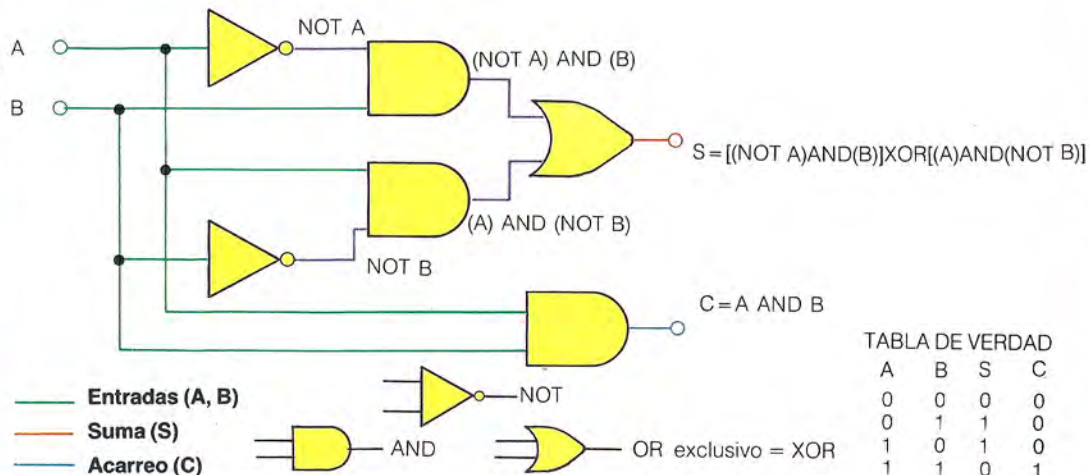 A
NOT A
(NOT A) AND (B)
B
S=[(NOT A)AND(B)]XOR[(A)AND(NOT B)]
(A) AND (NOT B)
NOT B
C=A AND B
TABLA DE VERDAD
A B S C
0 0 0 0
0 1 1 0
1 0 1 0
1 1 0 1
Entradas (A, B)
Suma (S)
Acarreo (C)
NOT
AND
OR exclusivo = XOR